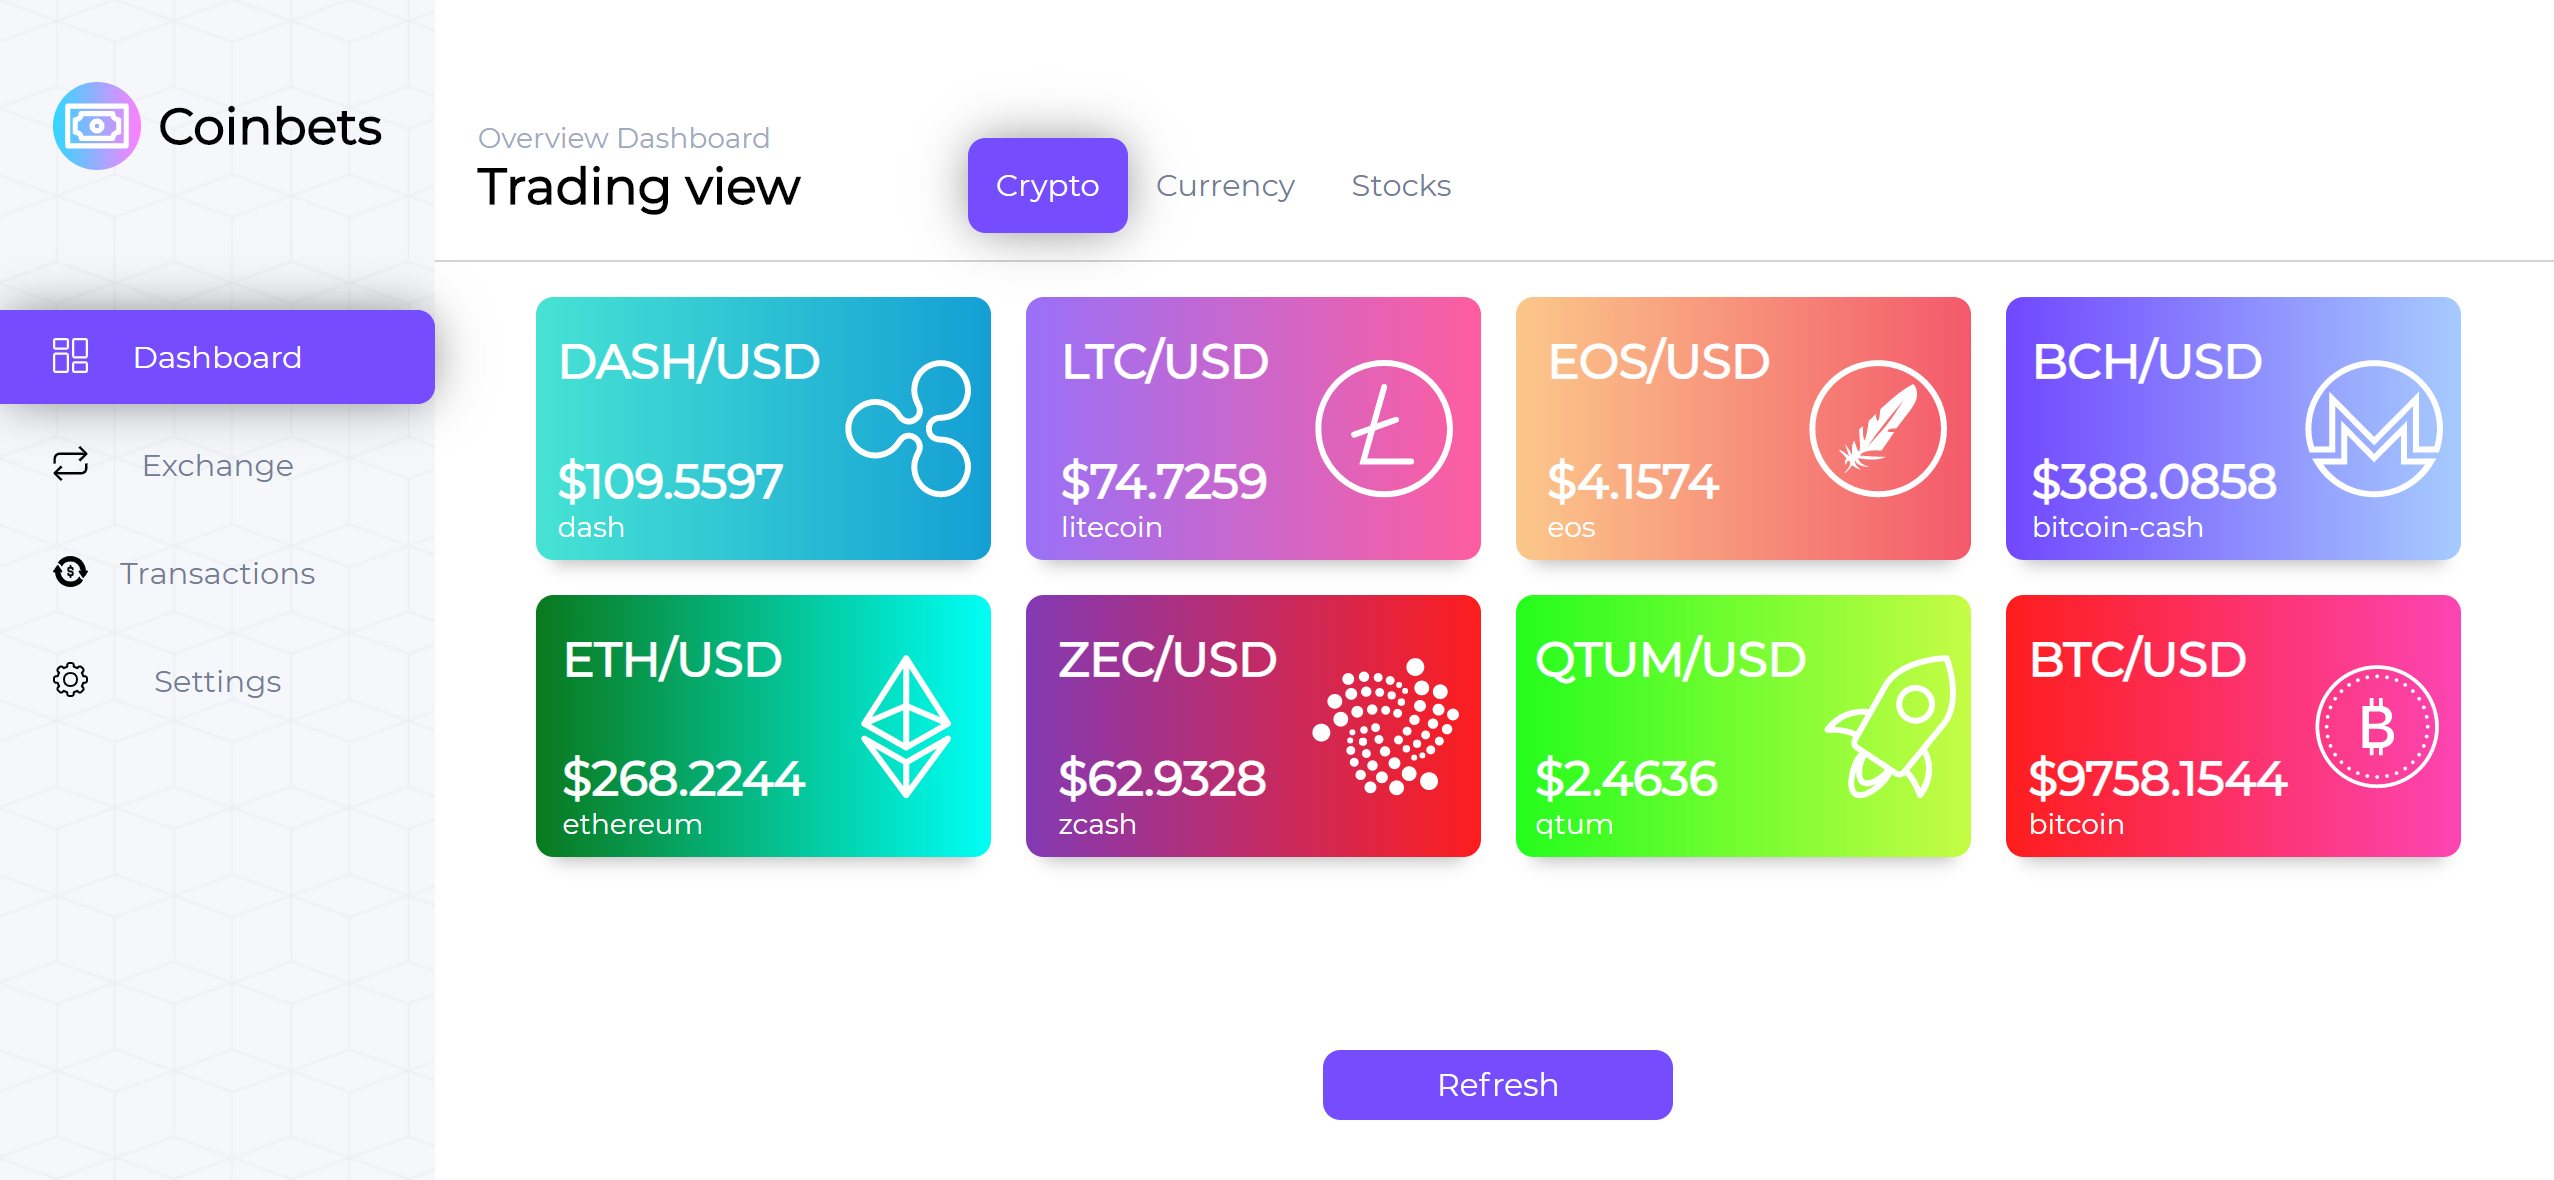 Coinbets
Dashboard
Exchange
Transactions
Settings
Overview Dashboard
Trading view
Crypto
Currency
Stocks
DASH/USD
$109.5597
dash
LTC/USD
$74.7259
litecoin
EOS/USD
$4.1574
eos
BCH/USD
$388.0858
bitcoin-cash
ETH/USD
$268.2244
ethereum
ZEC/USD
$62.9328
zcash
QTUM/USD
$2.4636
qtum
BTC/USD
$9758.1544
bitcoin
Refresh